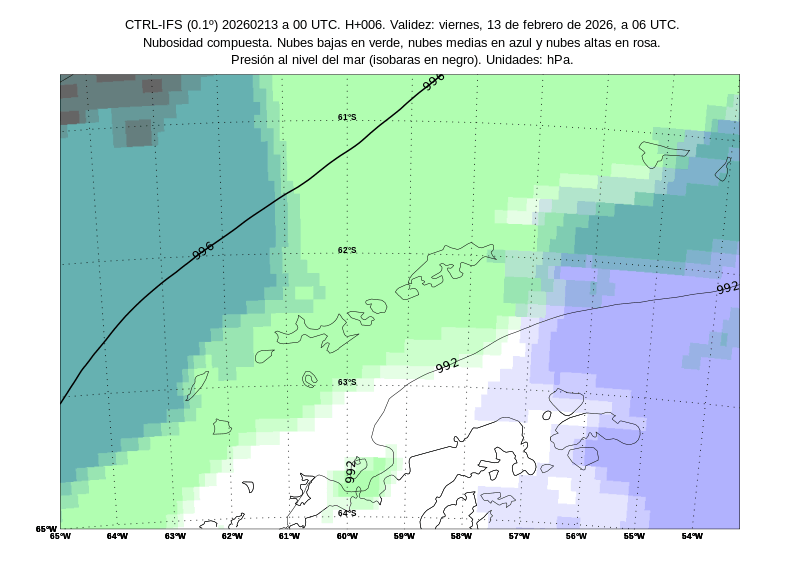 CTRL-IFS (0.1º) 20260213 a 00 UTC. H+006. Validez: viernes, 13 de febrero de 2026, a 06 UTC.
Nubosidad compuesta. Nubes bajas en verde, nubes medias en azul y nubes altas en rosa.
Presión al nivel del mar (isobaras en negro). Unidades: hPa.
996
61°S
996
62°S
992
992
63°S
992
64°S
65°W
65°W 64°W 63°W 62°W 61°W 60°W 59°W 58°W 57°W 56°W 55°W 54°W